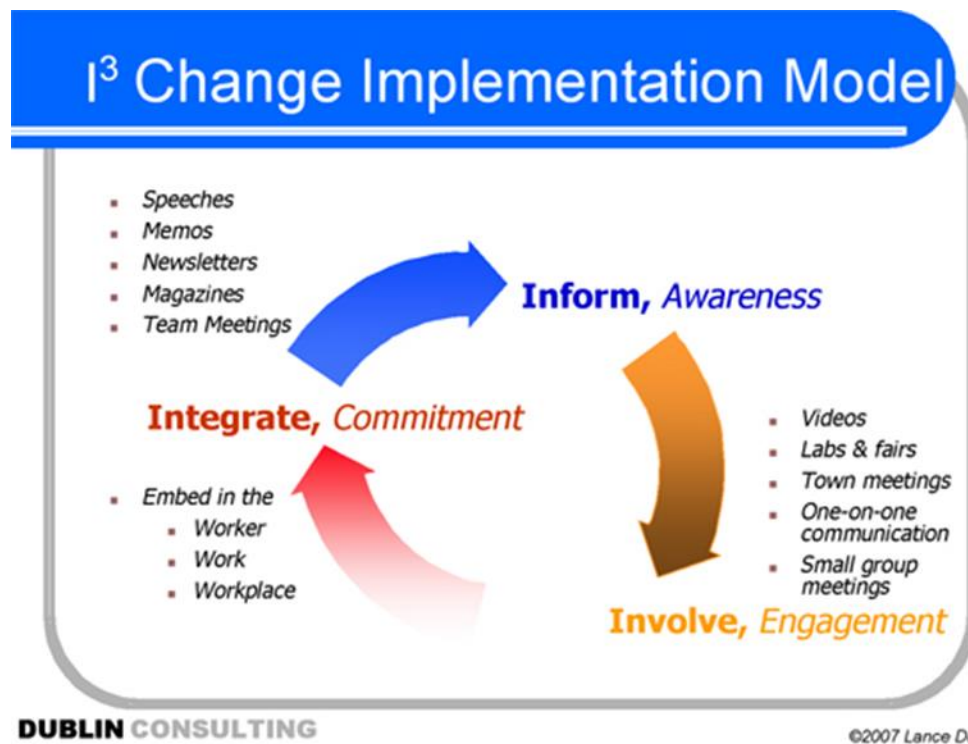 I³ Change Implementation Model
Speeches
Memos
Newsletters
Magazines
Team Meetings
Inform, Awareness
Integrate, Commitment
Videos
Labs & fairs
Town meetings
One-on-one
communication
Small group
meetings
Embed in the
Worker
Work
Workplace
Involve, Engagement
DUBLIN CONSULTING
©2007 Lance D